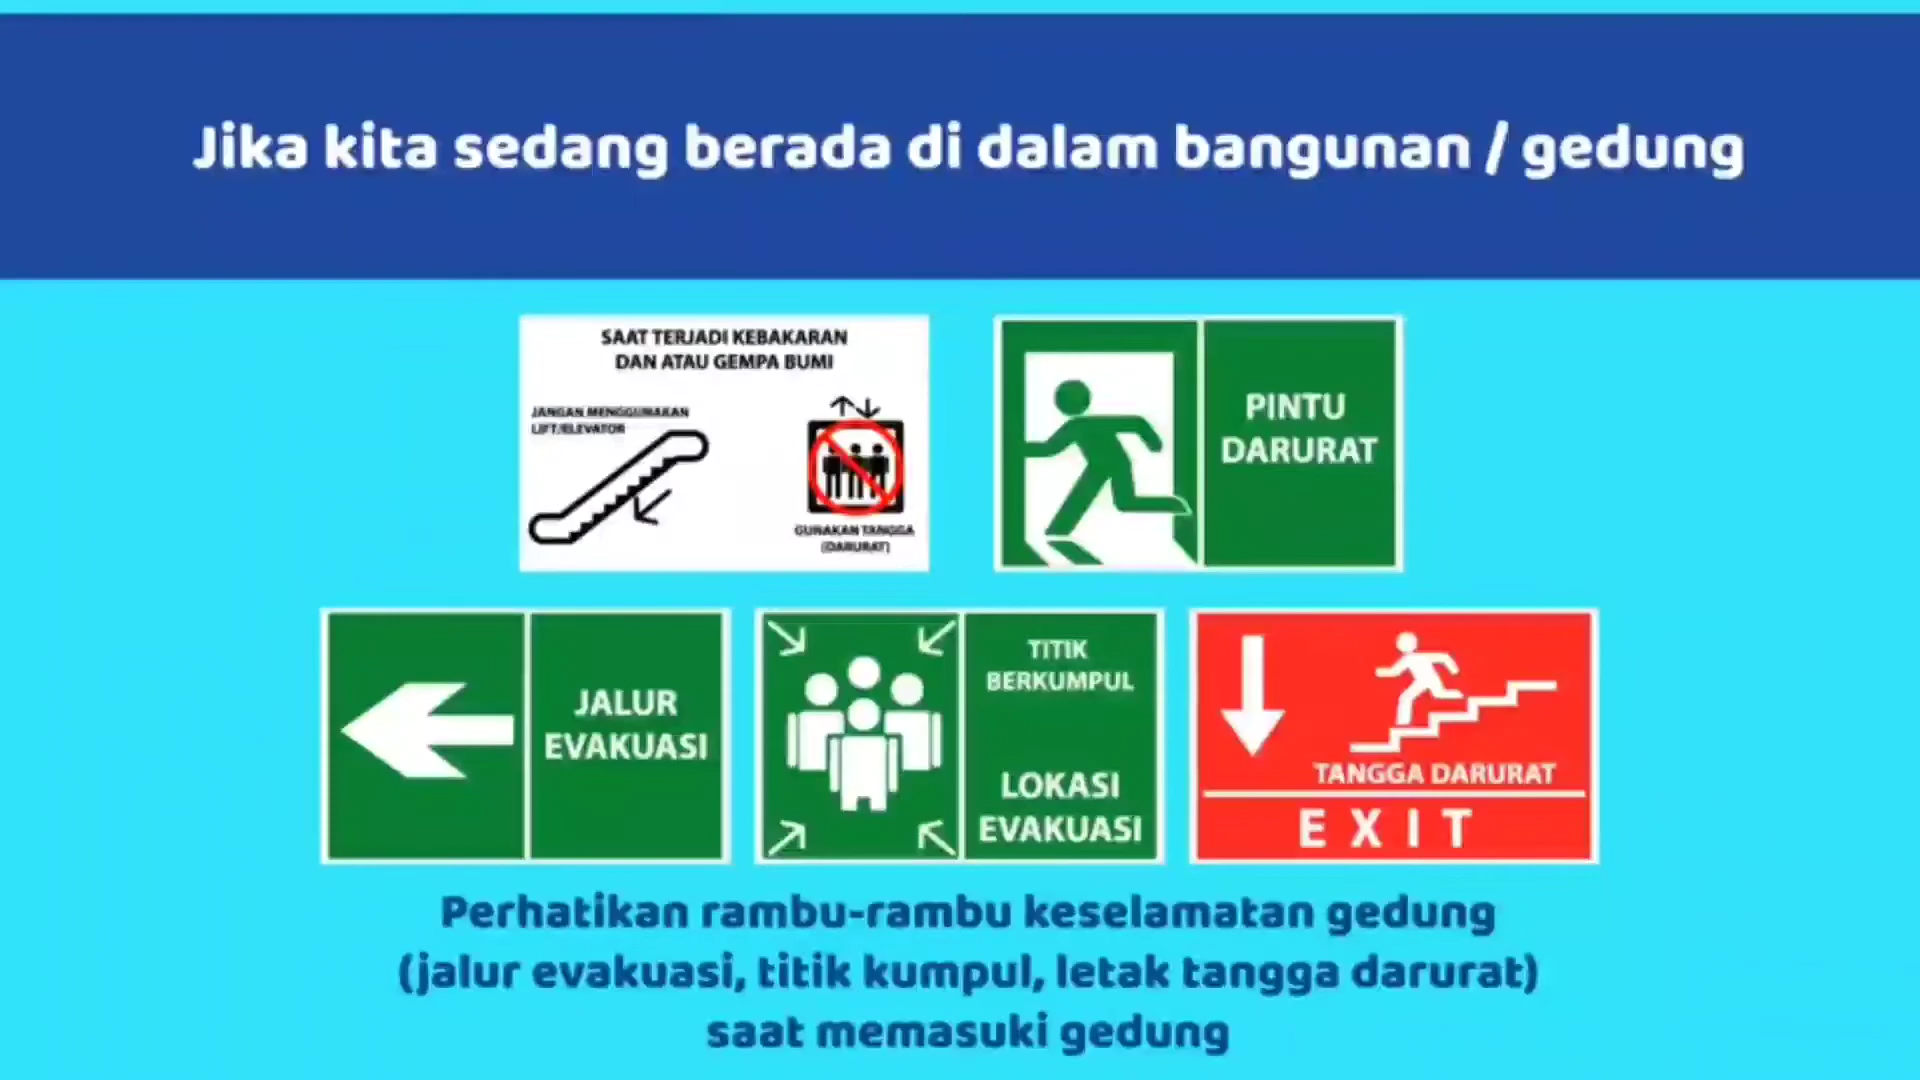 Jika kita sedang berada di dalam bangunan / gedung
SAAT TERJADI KEBAKARAN
DAN ATAU GEMPA BUMI
JANGAN MENGGUNAKAN
LIFT/ELEVATOR
GUNAKAN TANGGA
(DARURAT)
PINTU
DARURAT
JALUR
EVAKUASI
TITIK
BERKUMPUL
LOKASI
EVAKUASI
TANGGA DARURAT
EXIT
Perhatikan rambu-rambu keselamatan gedung
(jalur evakuasi, titik kumpul, letak tangga darurat)
saat memasuki gedung